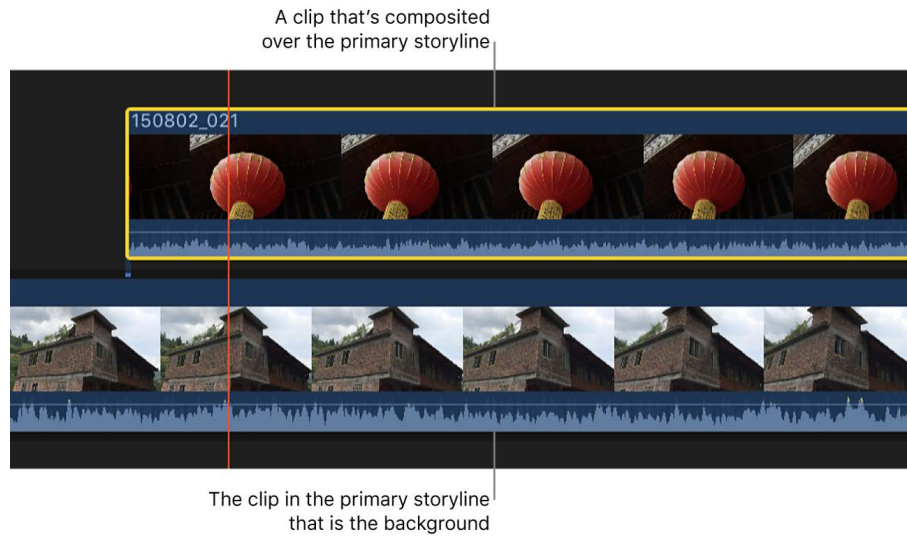 A clip that’s composited
over the primary storyline
150802_021
The clip in the primary storyline
that is the background